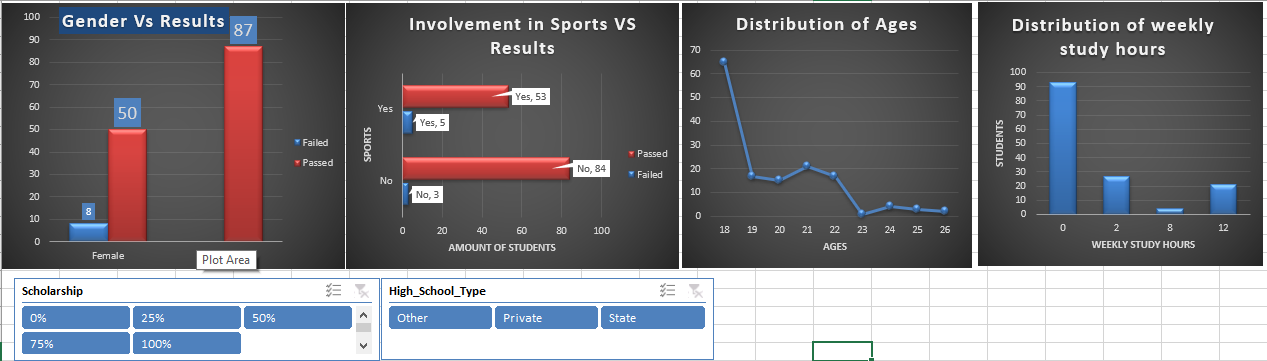 Gender Vs Results
100
90
80
70
60
50
40
30
20
10
0
8
50
87
Female
Plot Area
Failed
Passed
Involvement in Sports VS
Results
SPORTS
Yes
No
Yes, 53
Yes, 5
No, 84
No, 3
0 20 40 60 80 100
AMOUNT OF STUDENTS
Passed
Failed
Distribution of Ages
70
60
50
40
30
20
10
0
18 19 20 21 22 23 24 25 26
AGES
Distribution of weekly
study hours
STUDENTS
100
90
80
70
60
50
40
30
20
10
0
0 2 8 12
WEEKLY STUDY HOURS
Scholarship
0% 25% 50%
75% 100%
High_School_Type
Other Private State